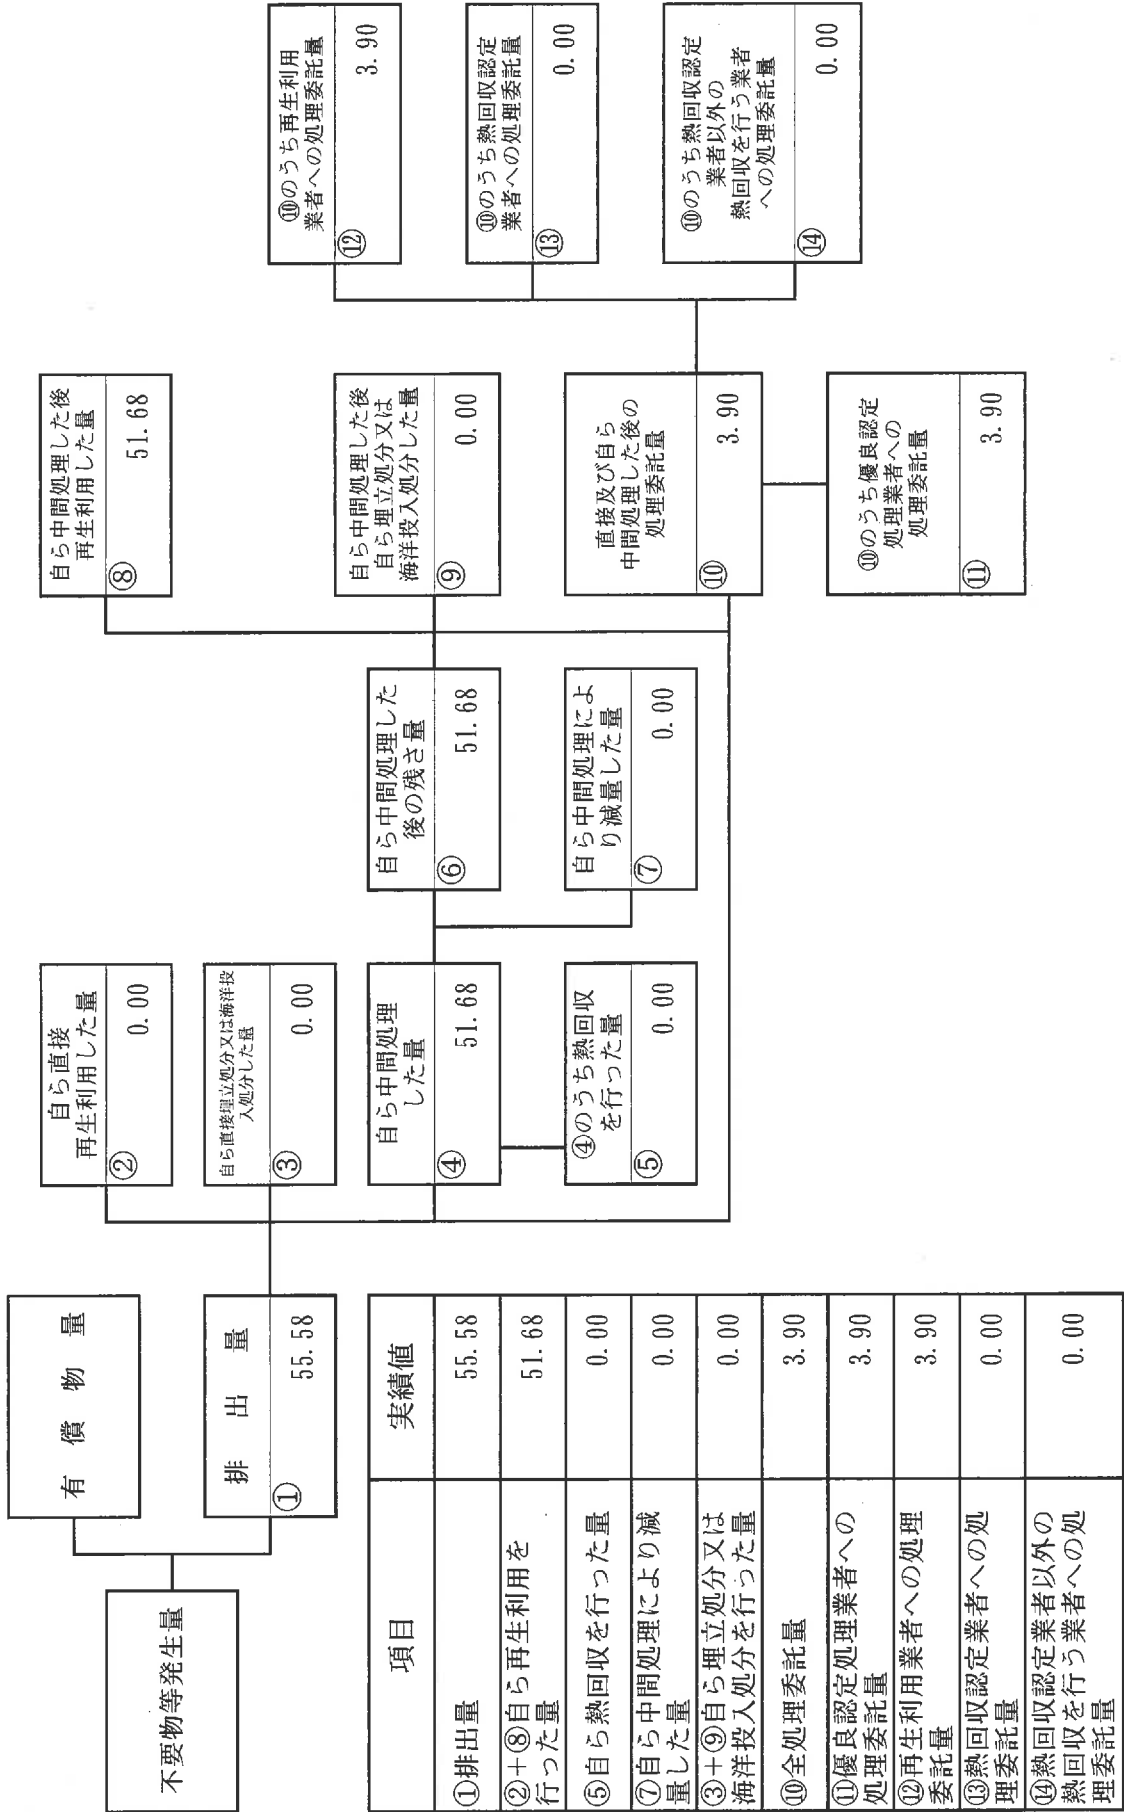 不要物等発生量
有償物量
排出量
①
55.58
自ら直接
再生利用した量
②
0.00
自ら直接埋立処分又は海洋投
入処分した量
③
0.00
自ら中間処理
した量
④
51.68
④のうち熱回収
を行った量
⑤
0.00
自ら中間処理した
後の残さ量
⑥
51.68
自ら中間処理によ
り減量した量
⑦
0.00
自ら中間処理した後
再生利用した量
⑧
51.68
自ら中間処理した後
自ら埋立処分又は
海洋投入処分した量
⑨
0.00
直接及び自ら
中間処理した後の
処理委託量
⑩
3.90
⑩のうち優良認定
処理業者への
処理委託量
⑪
3.90
⑩のうち再生利用
業者への処理委託量
⑫
3.90
⑩のうち熱回収認定
業者への処理委託量
⑬
0.00
⑩のうち熱回収認定
業者以外の
熱回収を行う業者
への処理委託量
⑭
0.00
項目 実績値
①排出量 55.58
②+⑧自ら再生利用を
行った量 51.68
⑤自ら熱回収を行った量 0.00
⑦自ら中間処理により減
量した量 0.00
③+⑨自ら埋立処分又は
海洋投入処分を行った量 0.00
⑩全処理委託量 3.90
⑪優良認定処理業者への
処理委託量 3.90
⑫再生利用業者への処理
委託量 3.90
⑬熱回収認定業者への処
理委託量 0.00
⑭熱回収認定業者以外の
熱回収を行う業者への処
理委託量 0.00